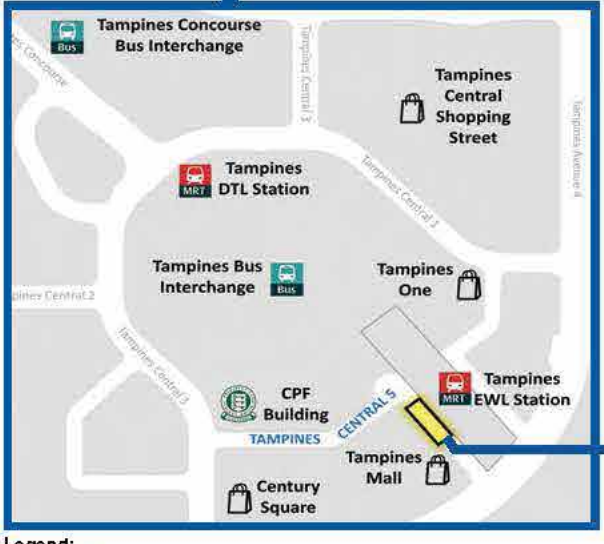 Tampines Concourse
Bus Interchange
Bus
Tampines
Central
Shopping
Street
Tampines Central 3
Concourse
Tampines Avenue 4
Tampines
DTL Station
MRT
Tampines Central 1
Tampines Bus
Interchange
Bus
Tampines
One
Central 2
Tampines Central 3
CPF
Building
Tampines
EWL Station
MRT
TAMPINES CENTRAL 5
Tampines
Mall
Century
Square
Legend: